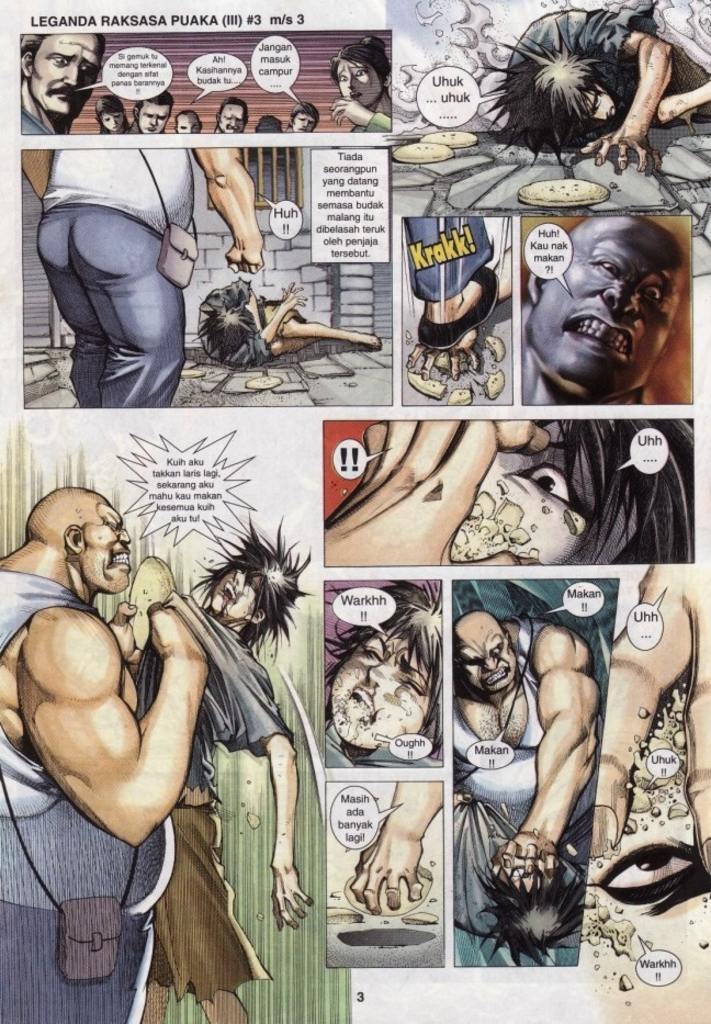 LEGANDA RAKSASA PUAKA (III) #3 m/s 3
Si gemuk tu
memang terkenal
dengan sifat
panas barannya
!!
Ah!
Kasihannya
budak tu...
Jangan
masuk
campur
....
Uhuk
... uhuk
.....
Huh
!!
Tiada
seorangpun
yang datang
membantu
semasa budak
malang itu
dibelasah teruk
oleh penjaja
tersebut.
Krakk!
Huh!
Kau nak
makan
?!
Kuih aku
takkan laris lagi,
sekarang aku
mahu kau makan
kesemua kuih
aku tu!
!!
Uhh
....
Warkhh
!!
Oughh
!!
Masih
ada
banyak
lagi!
Makan
!!
Makan
!!
Uhh
...
Uhuk
!!
Warkhh
!!
3